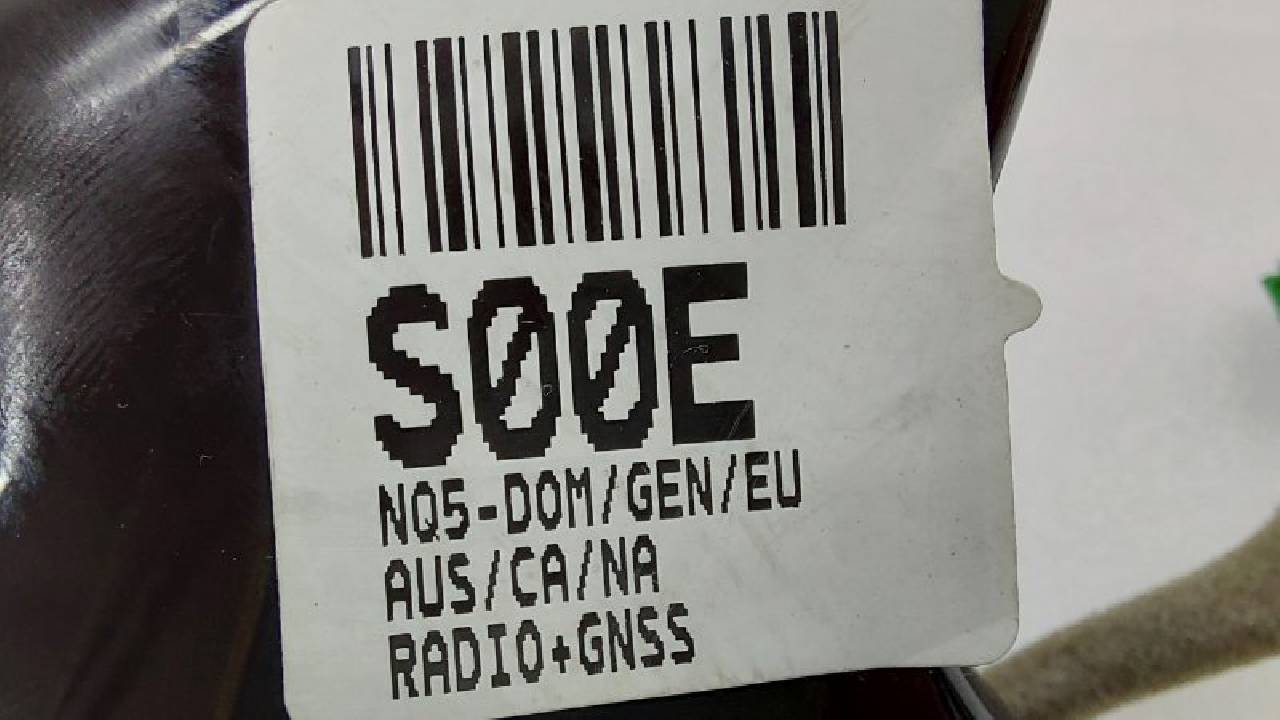 S00E
NQ5-DOM/GEN/EU
AUS/CA/NA
RADIO+GNSS